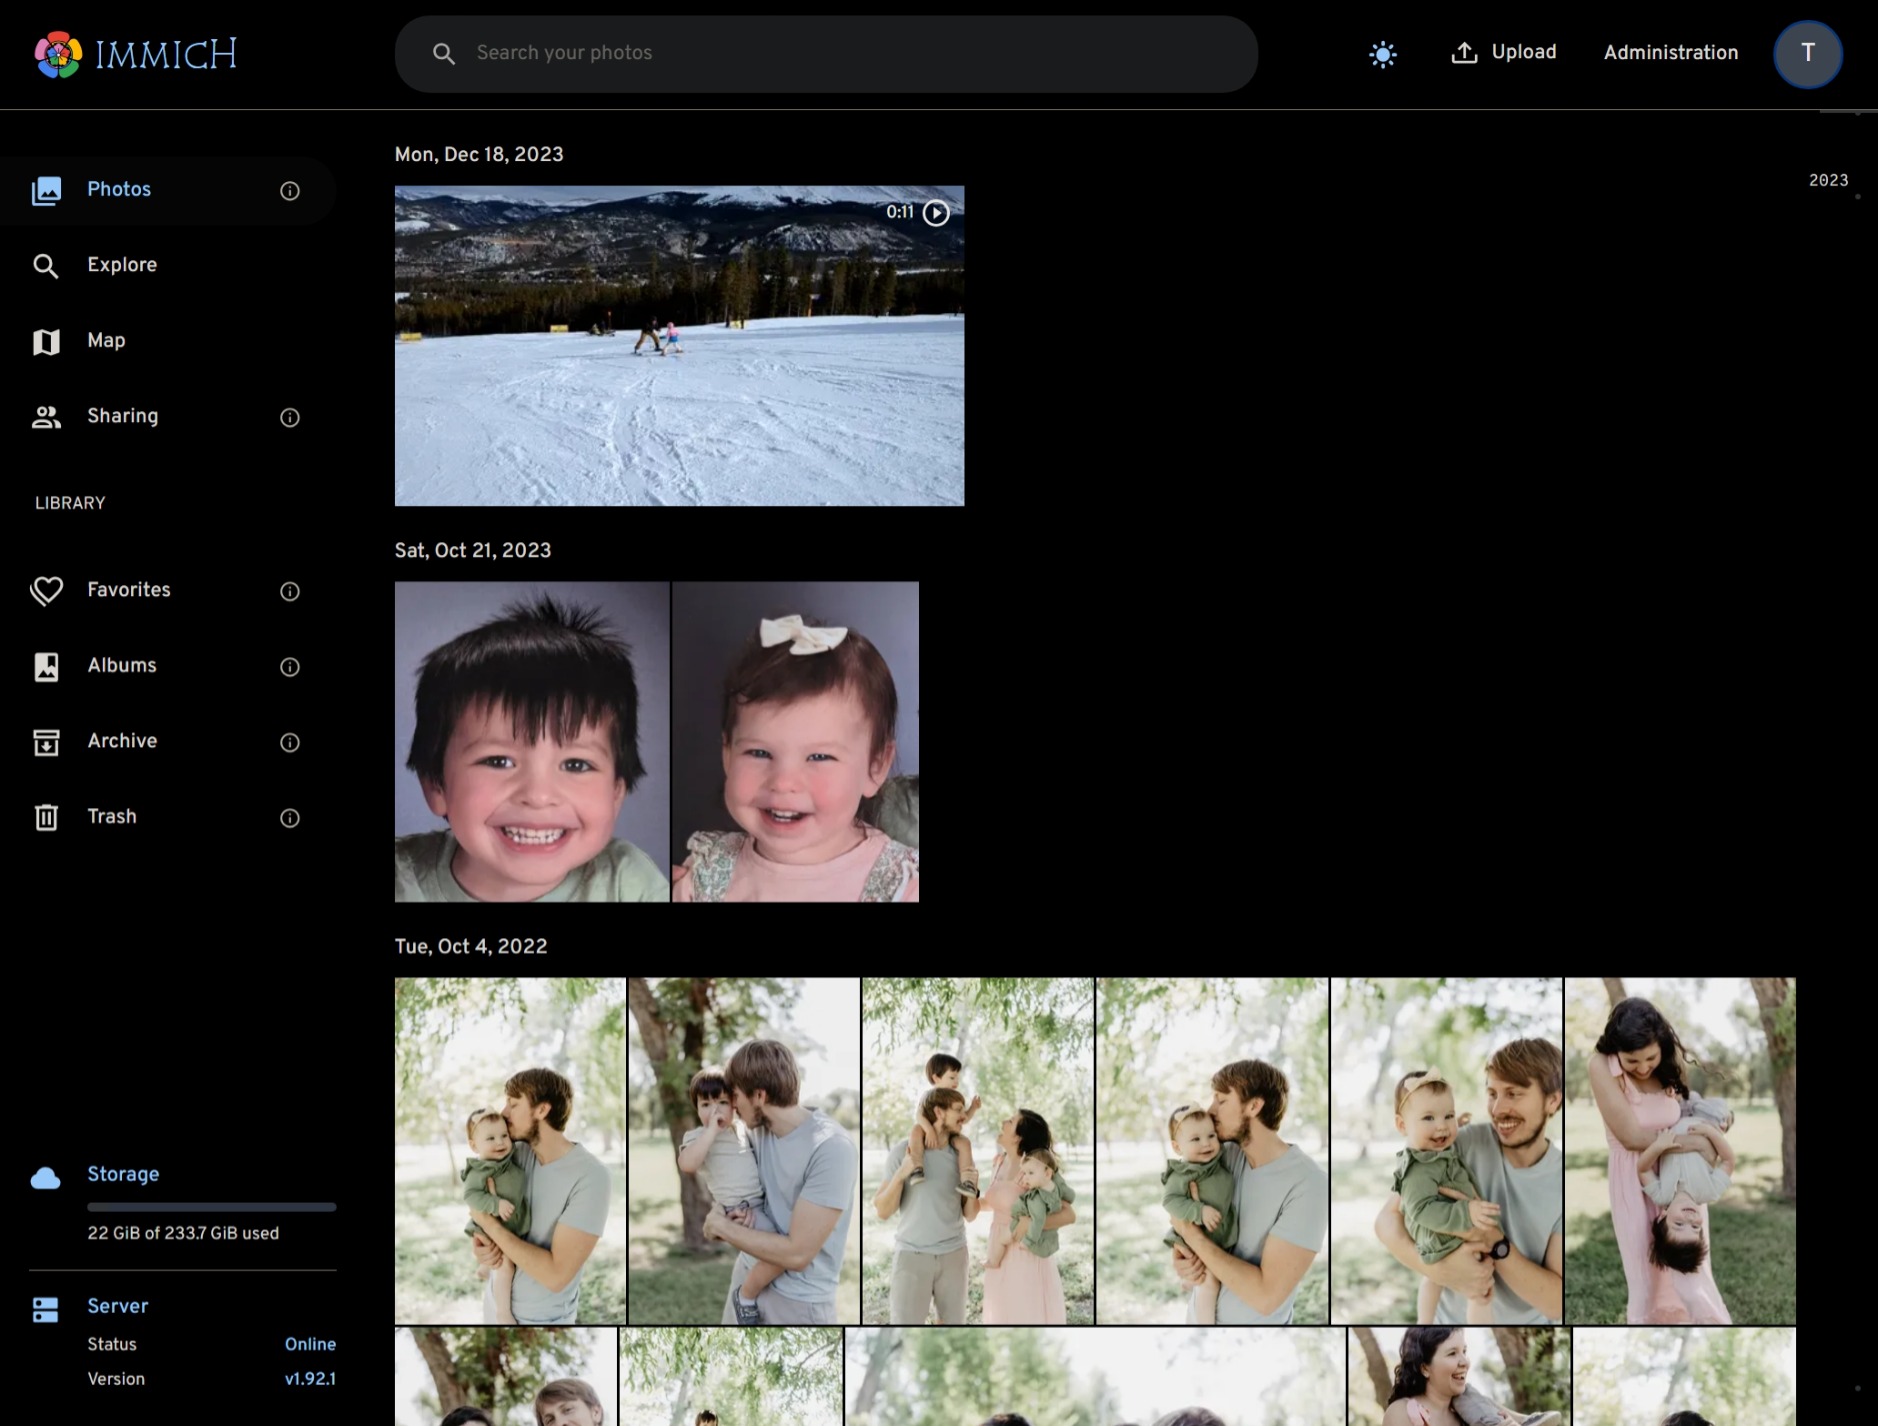 IMMICH
Search your photos
Upload
Administration
T
Photos
Explore
Map
Sharing
LIBRARY
Favorites
Albums
Archive
Trash
Storage
22 GiB of 233.7 GiB used
Server
Status Online
Version v1.92.1
Mon, Dec 18, 2023
0:11
2023
Sat, Oct 21, 2023
Tue, Oct 4, 2022